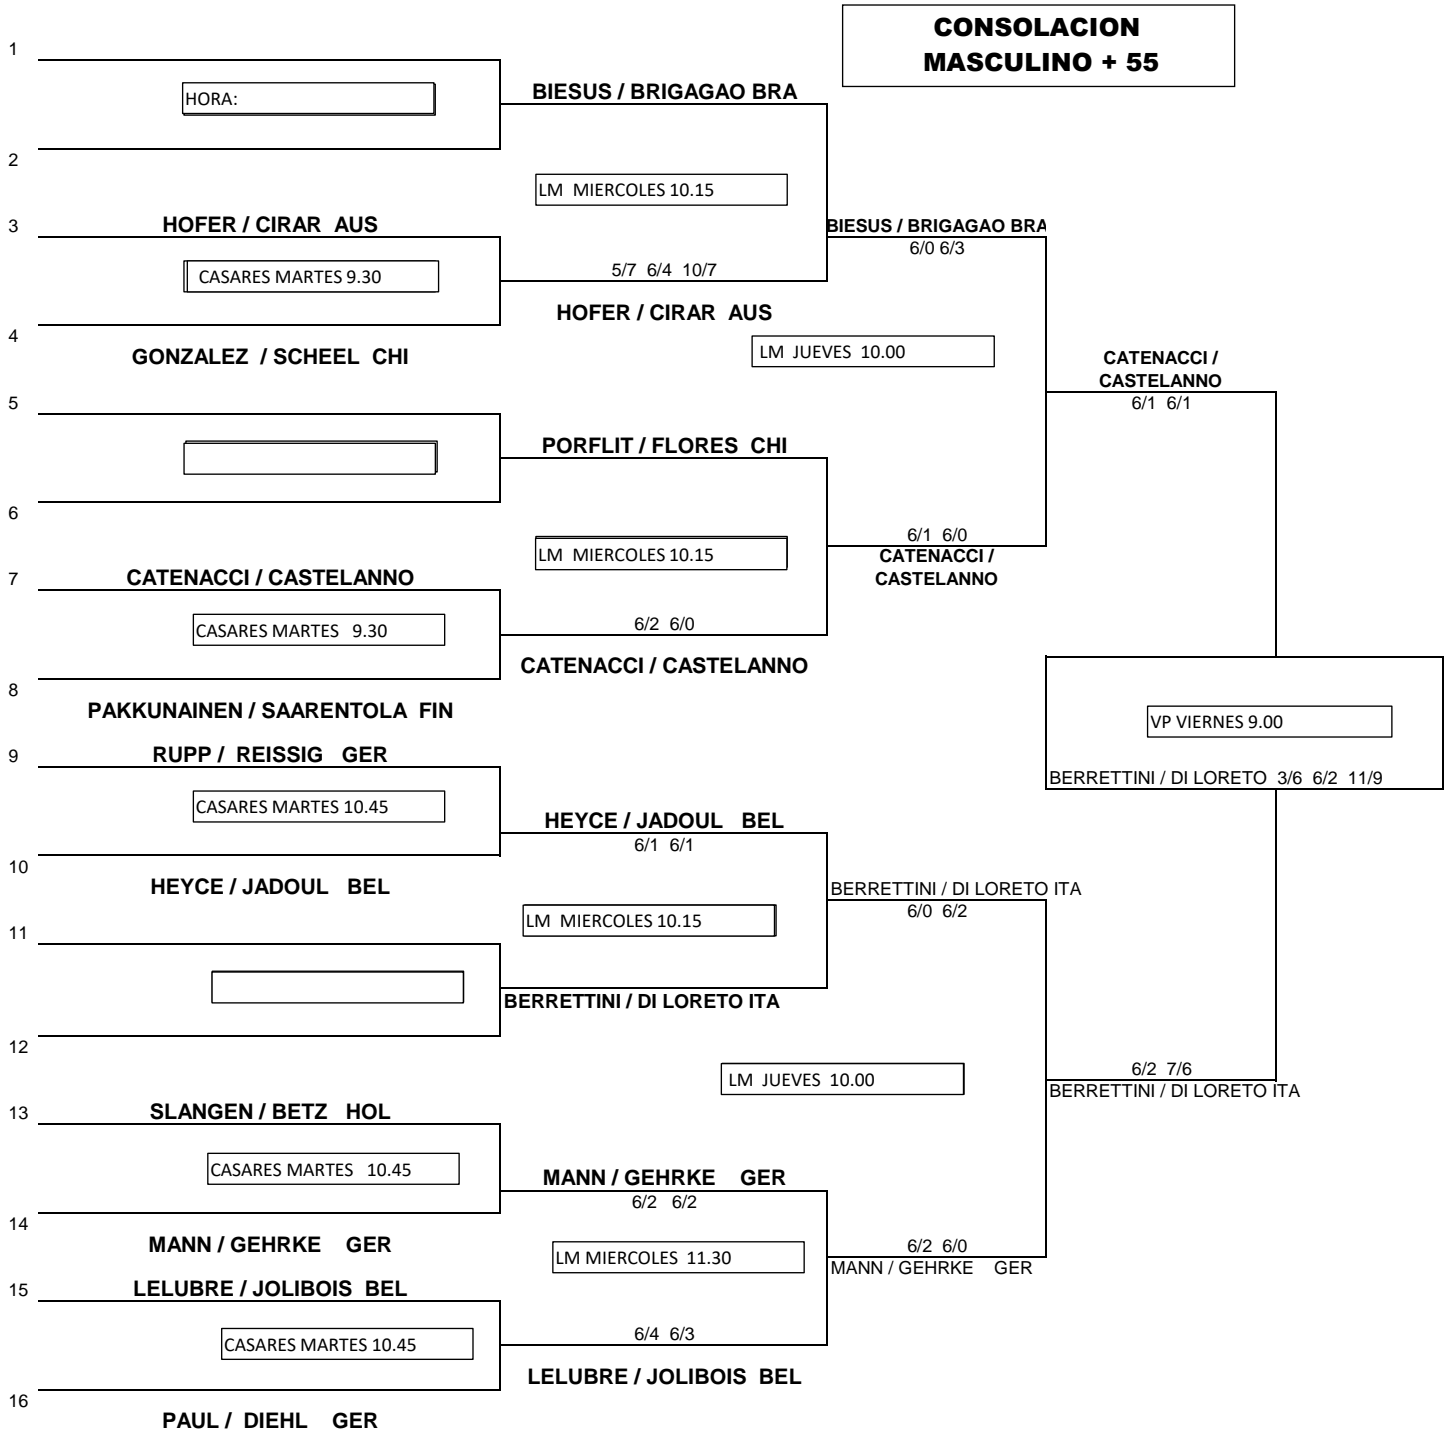 CONSOLACION
MASCULINO + 55
1
HORA:
BIESUS / BRIGAGAO BRA
2
LM  MIERCOLES 10.15
3
HOFER / CIRAR  AUS
BIESUS / BRIGAGAO BRA
6/0 6/3
CASARES MARTES 9.30
5/7  6/4  10/7
HOFER / CIRAR  AUS
4
GONZALEZ  / SCHEEL  CHI
LM  JUEVES  10.00
CATENACCI /
CASTELANNO
6/1  6/1
5
PORFLIT / FLORES  CHI
6
LM  MIERCOLES 10.15
6/1  6/0
CATENACCI /
CASTELANNO
7
CATENACCI / CASTELANNO
CASARES MARTES   9.30
6/2  6/0
CATENACCI / CASTELANNO
8
PAKKUNAINEN / SAARENTOLA  FIN
VP VIERNES 9.00
BERRETTINI / DI LORETO  3/6  6/2  11/9
9
RUPP /  REISSIG   GER
CASARES MARTES 10.45
HEYCE / JADOUL   BEL
6/1  6/1
10
HEYCE / JADOUL   BEL
BERRETTINI / DI LORETO ITA
6/0  6/2
LM  MIERCOLES 10.15
11
BERRETTINI / DI LORETO ITA
12
LM  JUEVES  10.00
6/2  7/6
BERRETTINI / DI LORETO ITA
13
SLANGEN / BETZ   HOL
CASARES MARTES   10.45
MANN / GEHRKE    GER
6/2   6/2
14
MANN / GEHRKE    GER
LM MIERCOLES  11.30
6/2  6/0
MANN / GEHRKE    GER
15
LELUBRE / JOLIBOIS  BEL
CASARES MARTES 10.45
6/4  6/3
LELUBRE / JOLIBOIS  BEL
16
PAUL /  DIEHL    GER